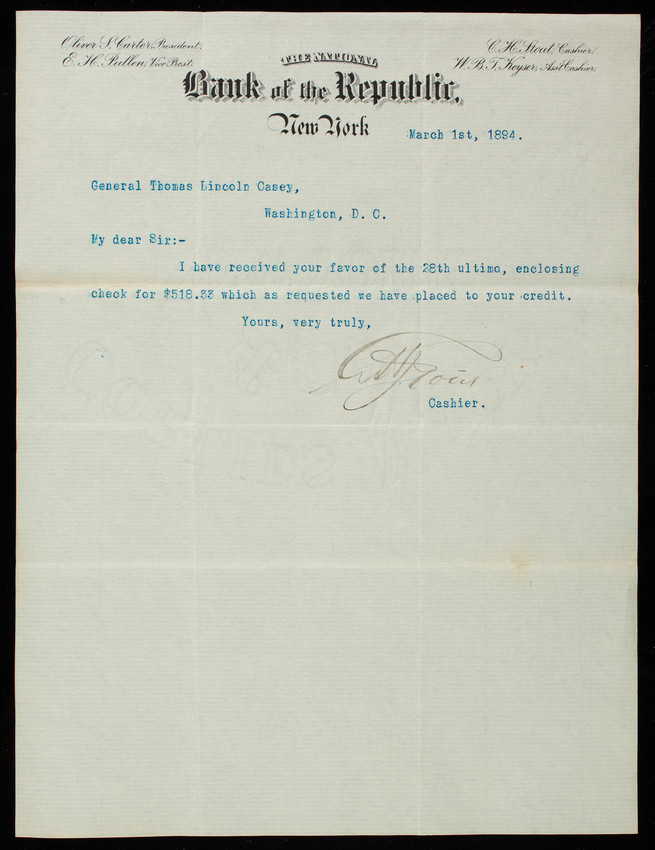 Oliver S. Carter, President.
E. H. Pullen, Vice Prest.
C. H. Stout, Cashier.
W. B. T. Keyser, Asst Cashier.
THE NATIONAL
Bank of the Republic,
New York
March 1st, 1894.
General Thomas Lincoln Casey,
Washington, D. C.
My dear Sir:-
I have received your favor of the 28th ultimo, enclosing
check for $518.33 which as requested we have placed to your credit.
Yours, very truly,
C H Stout
Cashier.